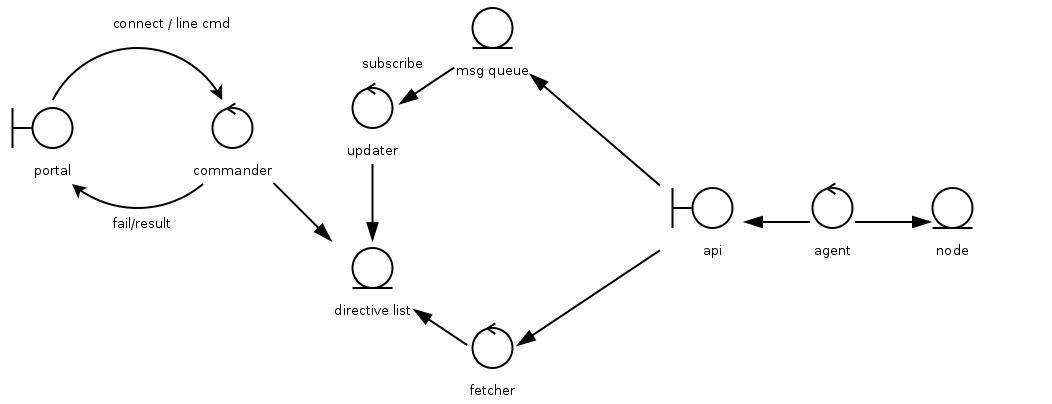 connect / line cmd
subscribe
msg queue
updater
portal
commander
fail/result
api
agent
node
directive list
fetcher